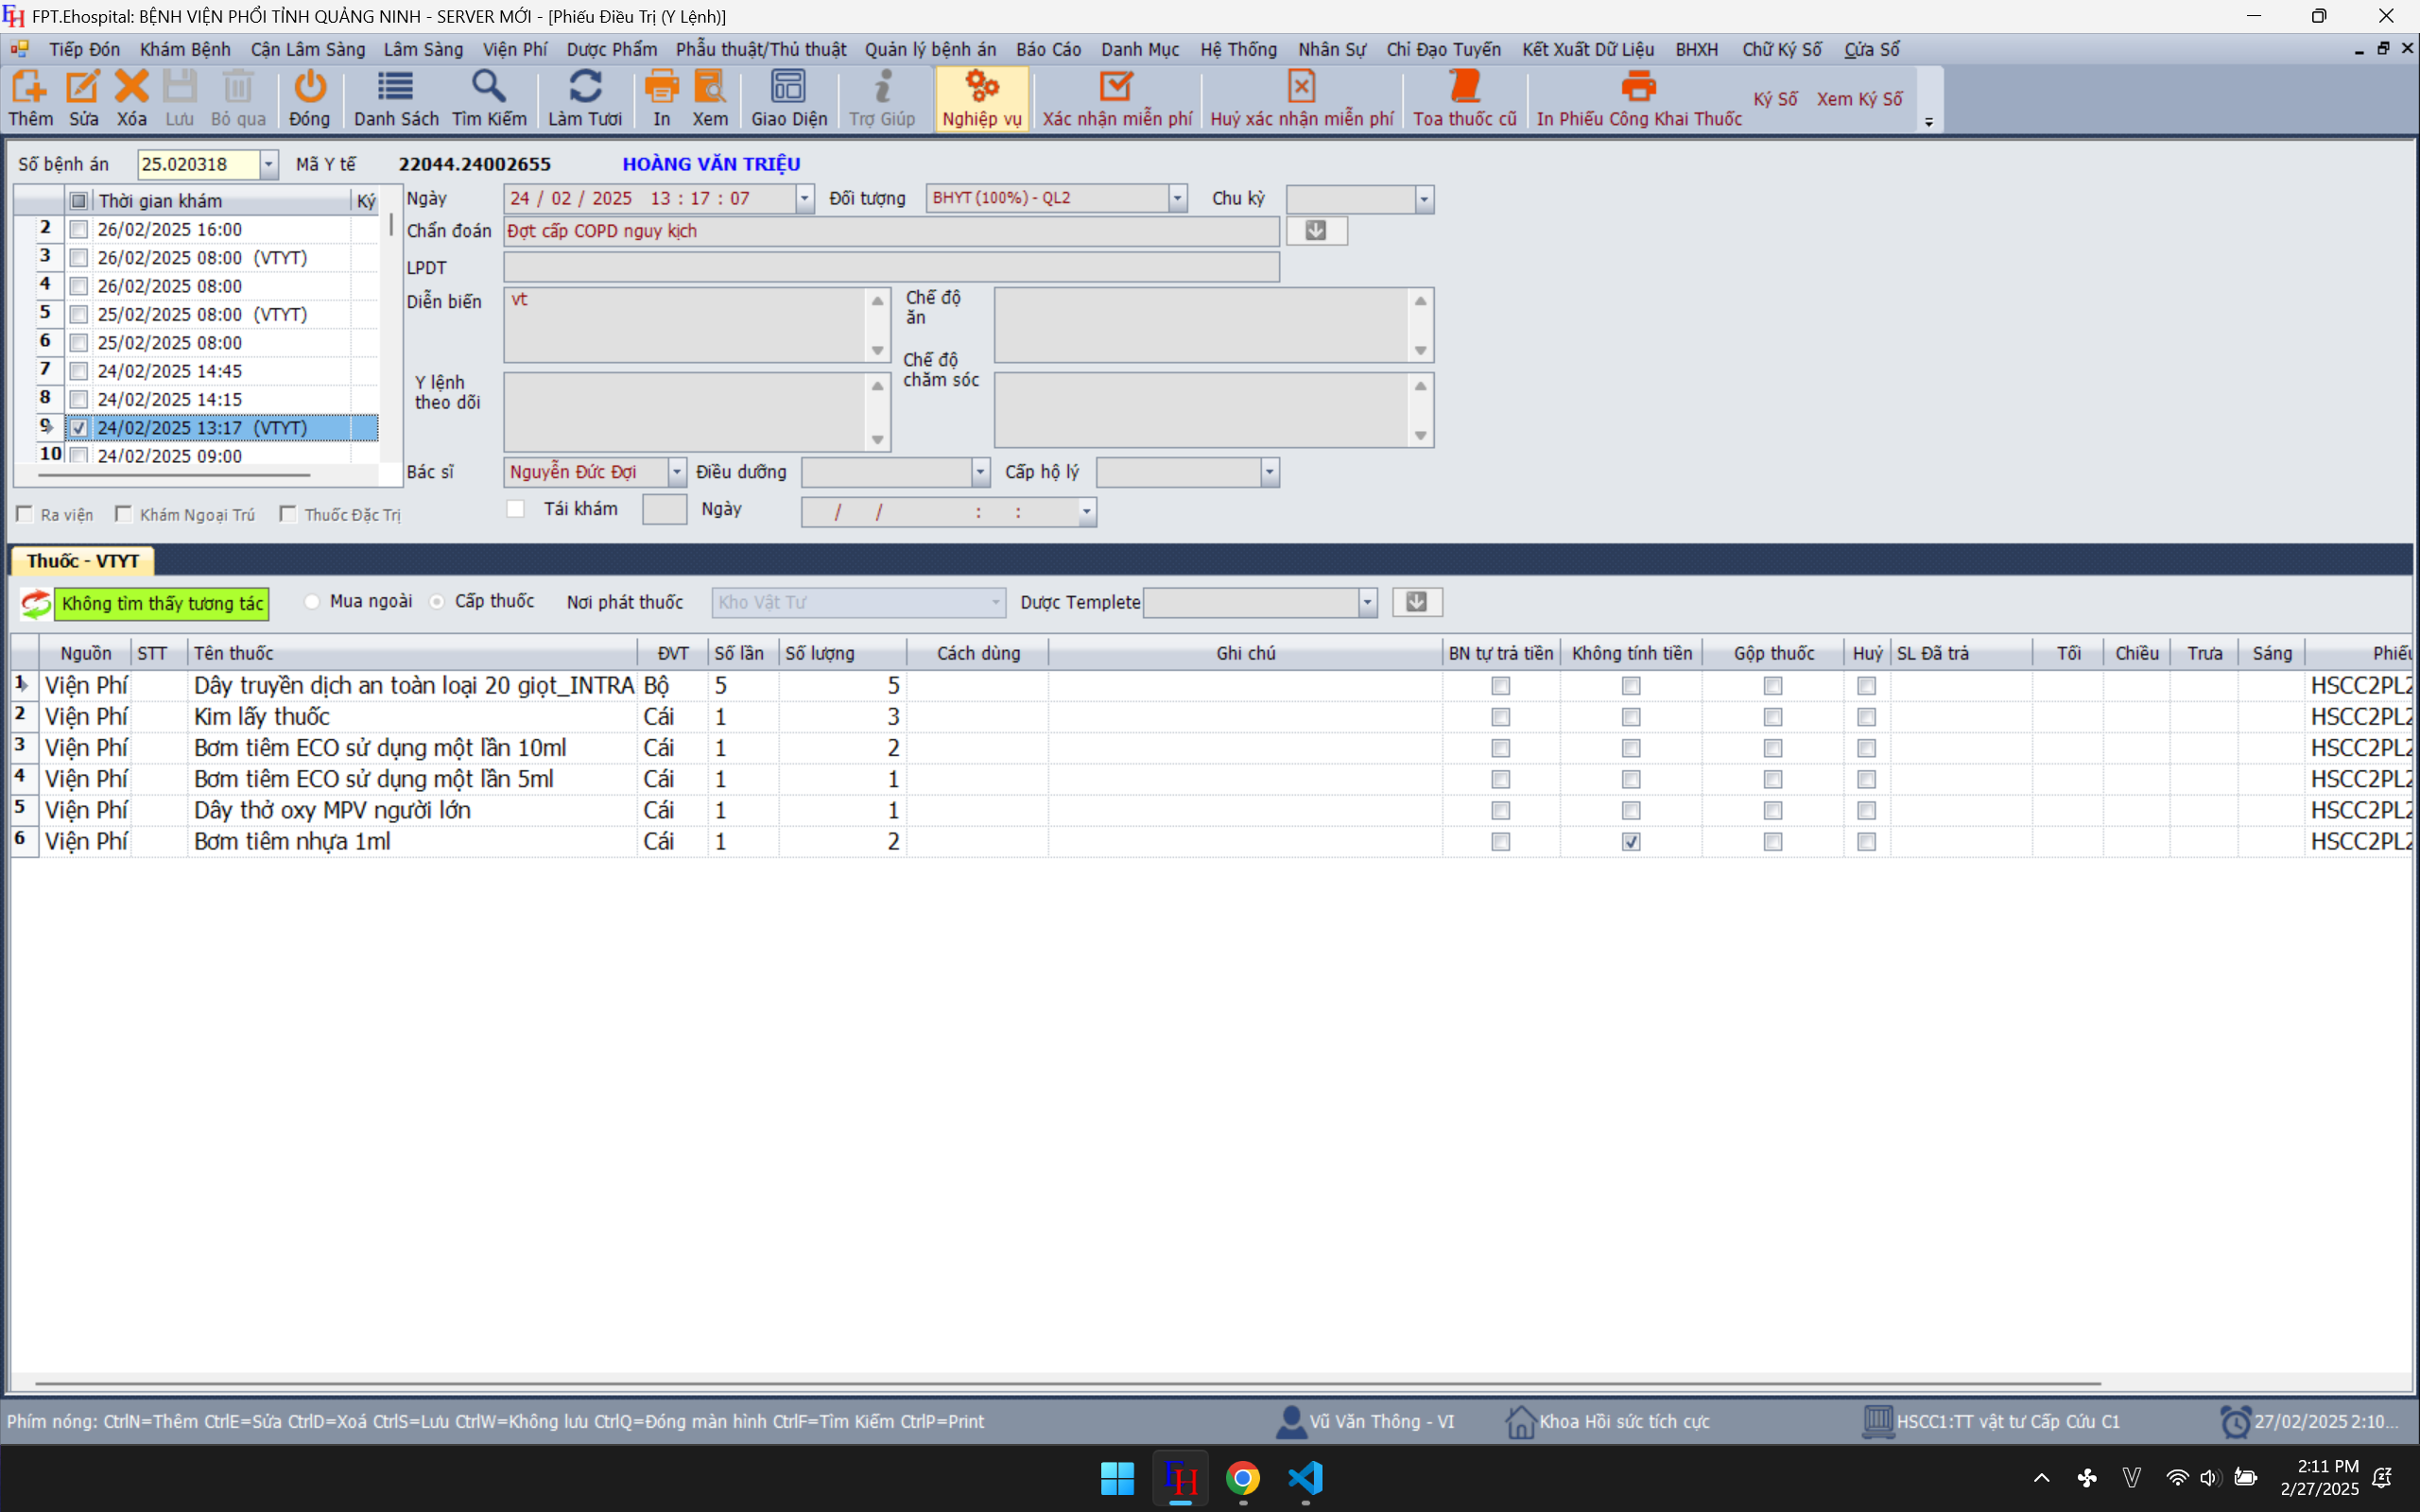 FPT.Ehospital: BỆNH VIỆN PHỔI TỈNH QUẢNG NINH - SERVER MỚI - [Phiếu Điều Trị (Y Lệnh)]
Tiếp Đón Khám Bệnh Cận Lâm Sàng Lâm Sàng Viện Phí Dược Phẩm Phẫu thuật/Thủ thuật Quản lý bệnh án Báo Cáo Danh Mục Hệ Thống Nhân Sự Chỉ Đạo Tuyến Kết Xuất Dữ Liệu BHXH Chữ Ký Số Cửa Sổ
Thêm Sửa Xóa Lưu Bỏ qua Đóng Danh Sách Tìm Kiếm Làm Tươi In Xem Giao Diện Trợ Giúp Nghiệp vụ Xác nhận miễn phí Huỷ xác nhận miễn phí Toa thuốc cũ In Phiếu Công Khai Thuốc Ký Số Xem Ký Số
Số bệnh án 25.020318 Mã Y tế 22044.24002655 HOÀNG VĂN TRIỆU
Thời gian khám Ký
2 26/02/2025 16:00
3 26/02/2025 08:00 (VTYT)
4 26/02/2025 08:00
5 25/02/2025 08:00 (VTYT)
6 25/02/2025 08:00
7 24/02/2025 14:45
8 24/02/2025 14:15
9 24/02/2025 13:17 (VTYT)
10 24/02/2025 09:00
Ra viện Khám Ngoại Trú Thuốc Đặc Trị
Ngày 24 / 02 / 2025 13 : 17 : 07 Đối tượng BHYT (100%) - QL2 Chu kỳ
Chẩn đoán Đợt cấp COPD nguy kịch
LPDT
Diễn biến vt Chế độ ăn
Y lệnh theo dõi Chế độ chăm sóc
Bác sĩ Nguyễn Đức Đợi Điều dưỡng Cấp hộ lý
Tái khám Ngày / / : :
Thuốc - VTYT
Không tìm thấy tương tác Mua ngoài Cấp thuốc Nơi phát thuốc Kho Vật Tư Dược Templete
Nguồn STT Tên thuốc ĐVT Số lần Số lượng Cách dùng Ghi chú BN tự trả tiền Không tính tiền Gộp thuốc Huỷ SL Đã trả Tối Chiều Trưa Sáng Phiếu
1 Viện Phí Dây truyền dịch an toàn loại 20 giọt_INTRA Bộ 5 5 HSCC2PL2
2 Viện Phí Kim lấy thuốc Cái 1 3 HSCC2PL2
3 Viện Phí Bơm tiêm ECO sử dụng một lần 10ml Cái 1 2 HSCC2PL2
4 Viện Phí Bơm tiêm ECO sử dụng một lần 5ml Cái 1 1 HSCC2PL2
5 Viện Phí Dây thở oxy MPV người lớn Cái 1 1 HSCC2PL2
6 Viện Phí Bơm tiêm nhựa 1ml Cái 1 2 HSCC2PL2
Phím nóng: CtrlN=Thêm CtrlE=Sửa CtrlD=Xoá CtrlS=Lưu CtrlW=Không lưu CtrlQ=Đóng màn hình CtrlF=Tìm Kiếm CtrlP=Print Vũ Văn Thông - VI Khoa Hồi sức tích cực HSCC1:TT vật tư Cấp Cứu C1 27/02/2025 2:10...
2:11 PM
2/27/2025